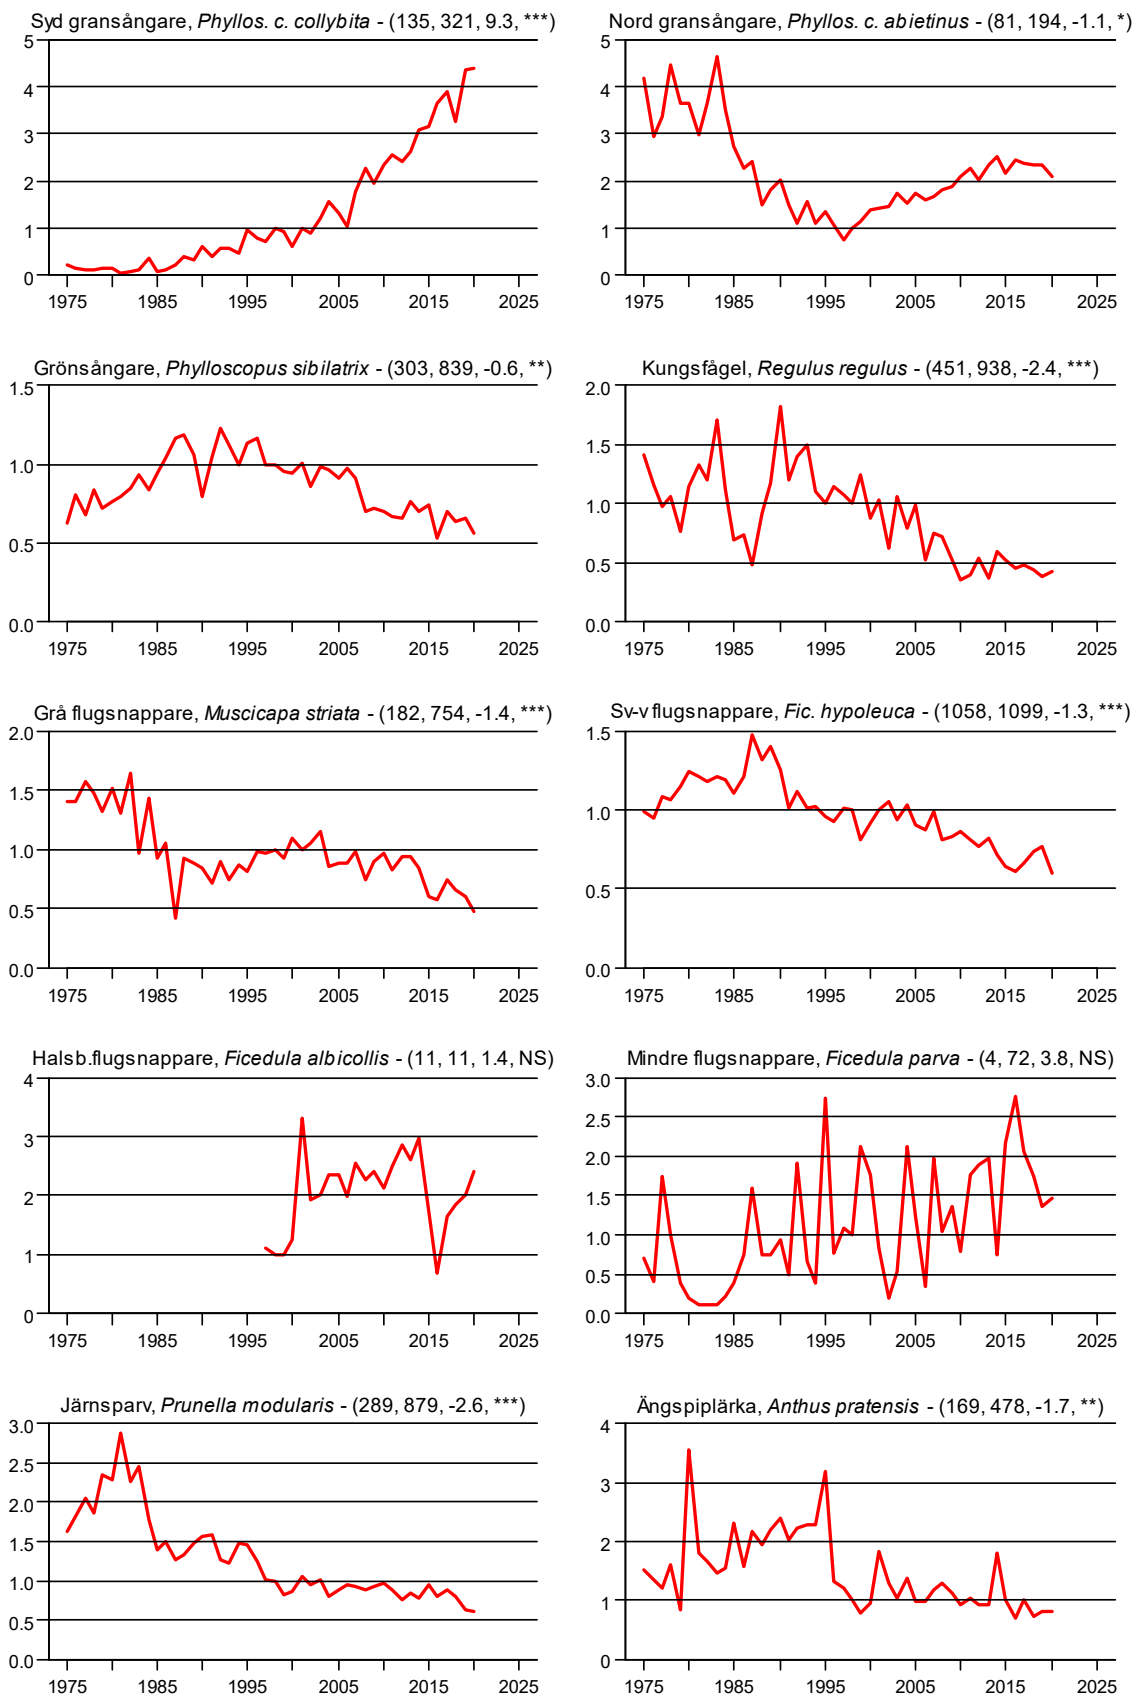 Syd gransångare, Phyllos. c. collybita - (135, 321, 9.3, ***)
5
4
3
2
1
0
1975 1985 1995 2005 2015 2025
Nord gransångare, Phyllos. c. abietinus - (81, 194, -1.1, *)
5
4
3
2
1
0
1975 1985 1995 2005 2015 2025
Grönsångare, Phylloscopus sibilatrix - (303, 839, -0.6, **)
1.5
1.0
0.5
0.0
1975 1985 1995 2005 2015 2025
Kungsfågel, Regulus regulus - (451, 938, -2.4, ***)
2.0
1.5
1.0
0.5
0.0
1975 1985 1995 2005 2015 2025
Grå flugsnappare, Muscicapa striata - (182, 754, -1.4, ***)
2.0
1.5
1.0
0.5
0.0
1975 1985 1995 2005 2015 2025
Sv-v flugsnappare, Fic. hypoleuca - (1058, 1099, -1.3, ***)
1.5
1.0
0.5
0.0
1975 1985 1995 2005 2015 2025
Halsb.flugsnappare, Ficedula albicollis - (11, 11, 1.4, NS)
4
3
2
1
0
1975 1985 1995 2005 2015 2025
Mindre flugsnappare, Ficedula parva - (4, 72, 3.8, NS)
3.0
2.5
2.0
1.5
1.0
0.5
0.0
1975 1985 1995 2005 2015 2025
Järnsparv, Prunella modularis - (289, 879, -2.6, ***)
3.0
2.5
2.0
1.5
1.0
0.5
0.0
1975 1985 1995 2005 2015 2025
Ängspiplärka, Anthus pratensis - (169, 478, -1.7, **)
4
3
2
1
0
1975 1985 1995 2005 2015 2025